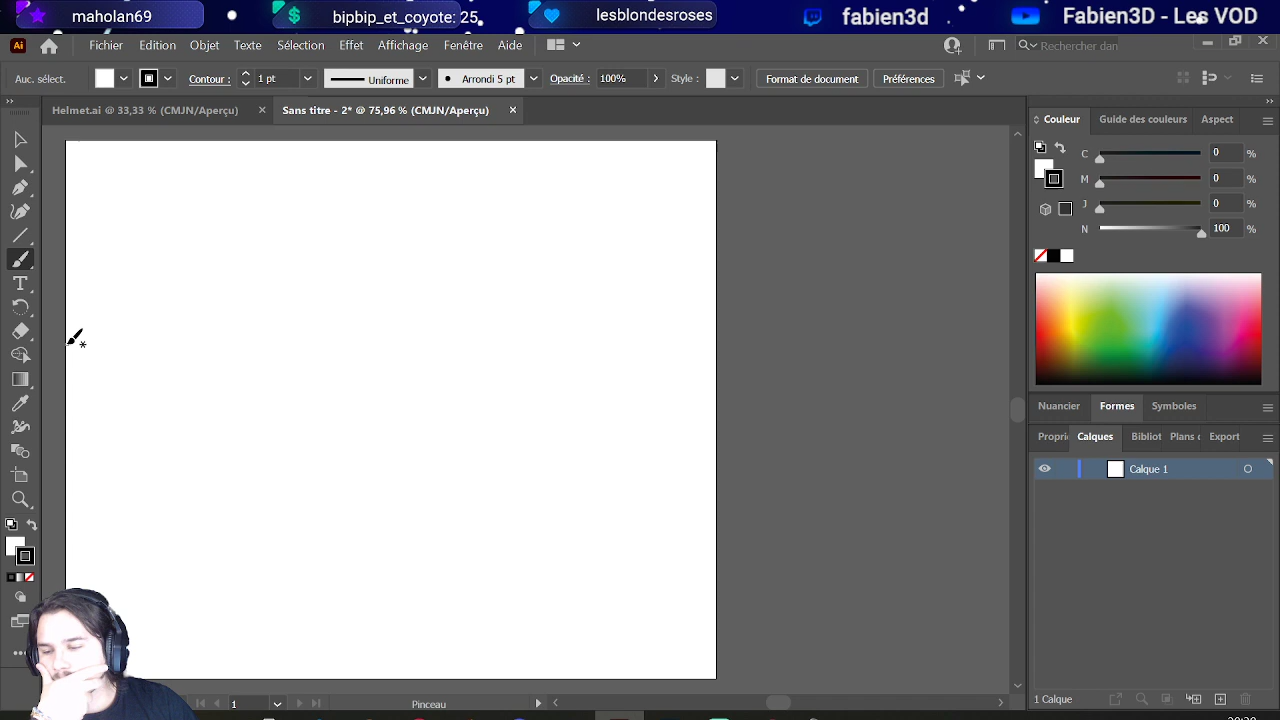 maholan69
bipbip_et_coyote: 25
lesblondesroses
fabien3d
Fabien3D - Les VOD
Ai
Fichier Edition Objet Texte Sélection Effet Affichage Fenêtre Aide
Rechercher dan
Auc. sélect.
Contour : 1 pt
Uniforme
Arrondi 5 pt
Opacité : 100%
Style :
Format de document
Préférences
Helmet.ai @ 33,33 % (CMJN/Aperçu)
Sans titre - 2* @ 75,96 % (CMJN/Aperçu)
Couleur Guide des couleurs Aspect
C 0 %
M 0 %
J 0 %
N 100 %
Nuancier Formes Symboles
Proprié Calques Bibliot Plans c Export
Calque 1
1 Calque
1
Pinceau